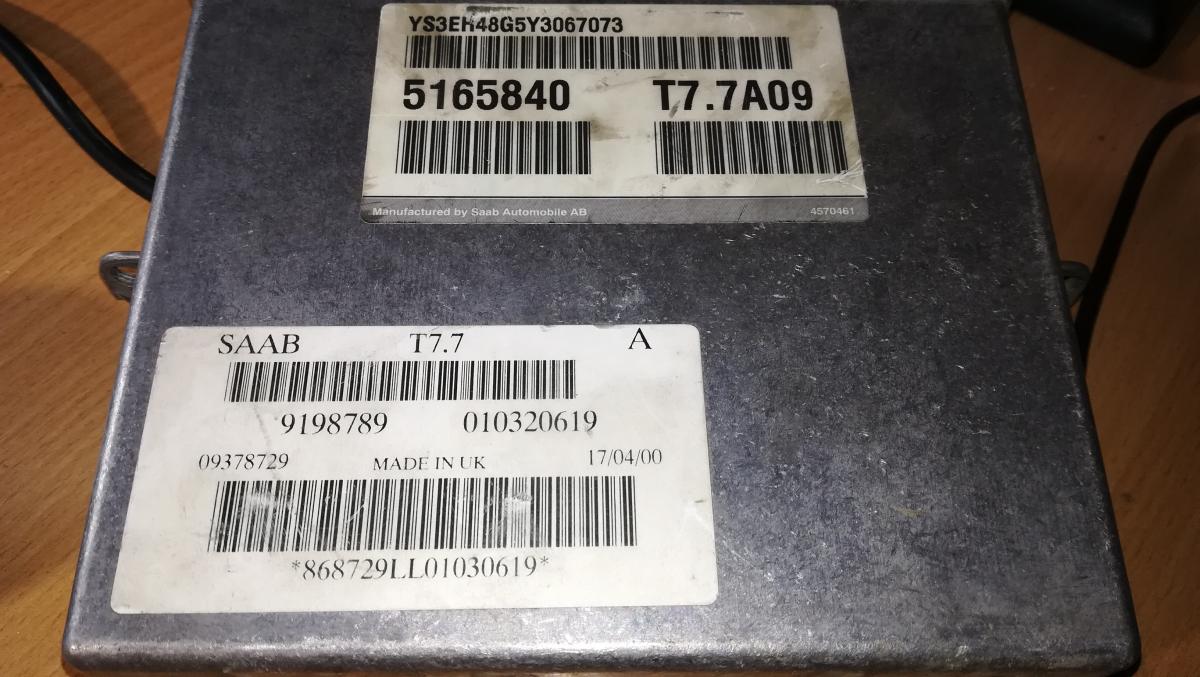 YS3EH48G5Y3067073
5165840 T7.7A09
Manufactured by Saab Automobile AB 4570461
SAAB T7.7 A
9198789 010320619
09378729 MADE IN UK 17/04/00
*868729LL01030619*